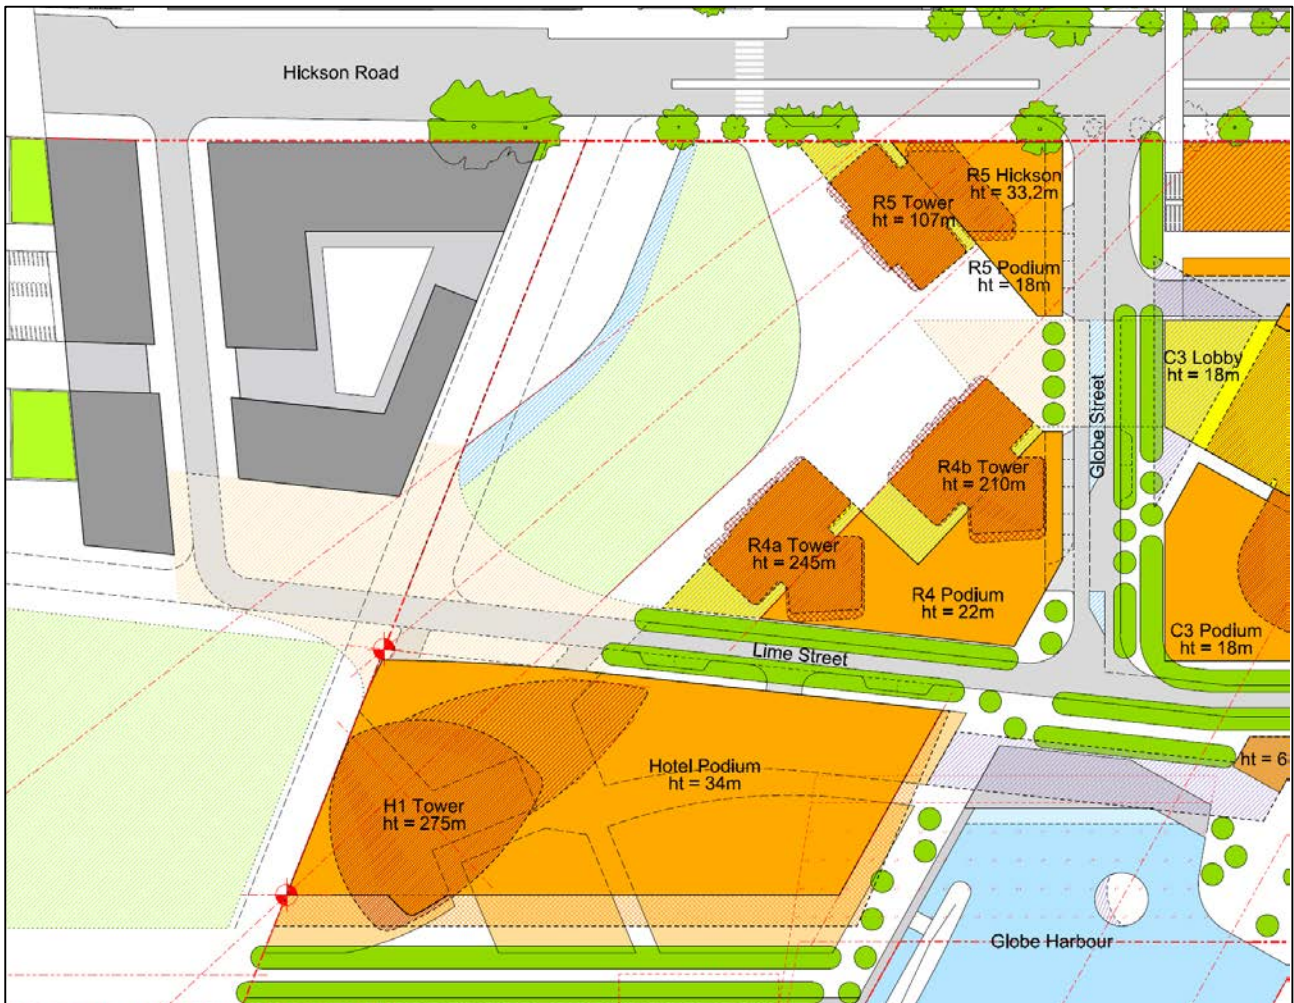 Hickson Road
R5 Hickson
ht = 33.2m
R5 Tower
ht = 107m
R5 Podium
ht = 18m
C3 Lobby
ht = 18m
Globe Street
R4b Tower
ht = 210m
R4a Tower
ht = 245m
R4 Podium
ht = 22m
C3 Podium
ht = 18m
Lime Street
Hotel Podium
ht = 34m
ht = 6
H1 Tower
ht = 275m
Globe Harbour